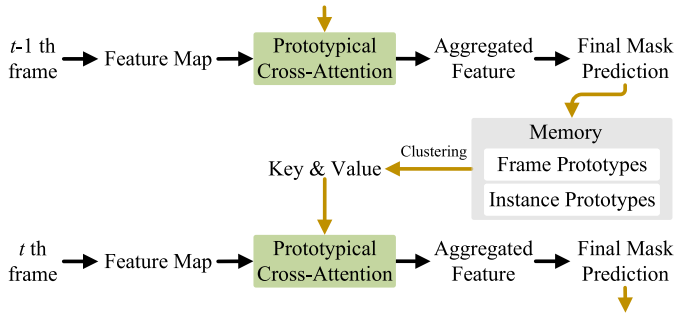 t-1 th
frame
Feature Map
Prototypical
Cross-Attention
Aggregated
Feature
Final Mask
Prediction
Memory
Frame Prototypes
Instance Prototypes
Clustering
Key & Value
t th
frame
Feature Map
Prototypical
Cross-Attention
Aggregated
Feature
Final Mask
Prediction